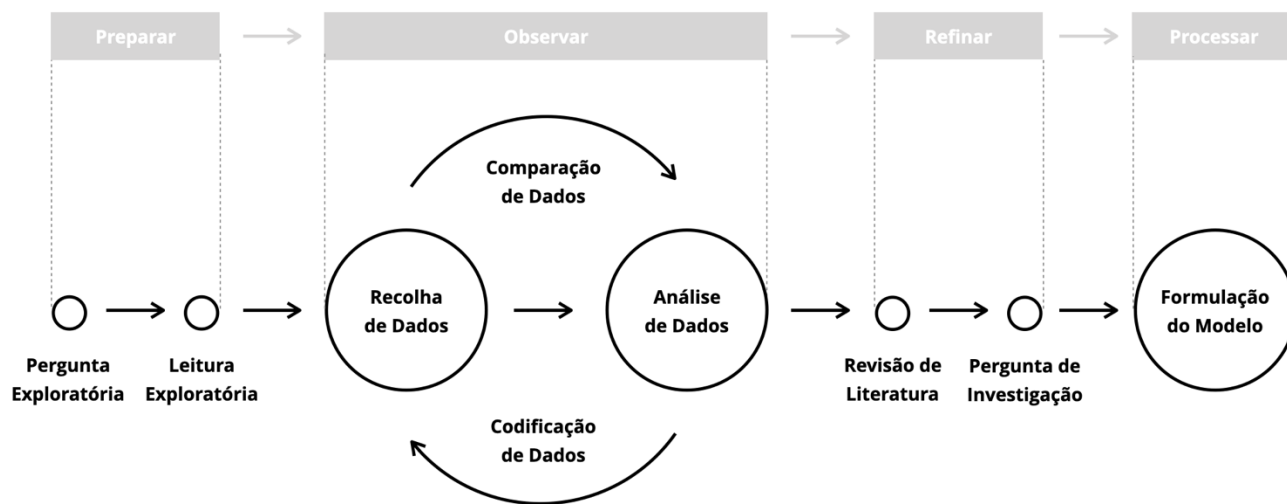 Preparar
Observar
Refinar
Processar
Comparação
de Dados
Recolha
de Dados
Análise
de Dados
Formulação
do Modelo
Pergunta
Exploratória
Leitura
Exploratória
Revisão de
Literatura
Pergunta de
Investigação
Codificação
de Dados